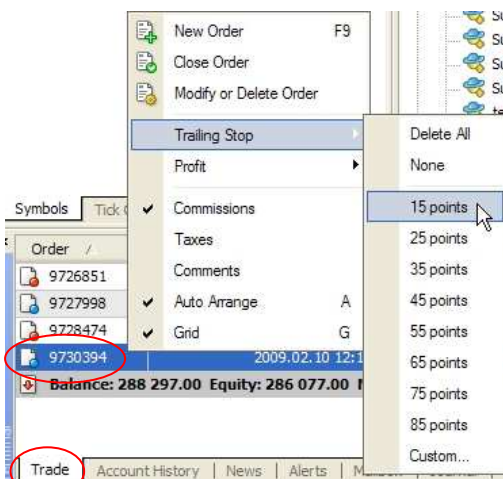 New Order F9
Close Order
Modify or Delete Order
Trailing Stop
Profit
Commissions
Taxes
Comments
Auto Arrange A
Grid G
Delete All
None
15 points
25 points
35 points
45 points
55 points
65 points
75 points
85 points
Custom...
Symbols Tick
Order /
9726851
9727998
9728474
9730394 2009.02.10 12:1
Balance: 288 297.00 Equity: 286 077.00
Trade Account History News Alerts